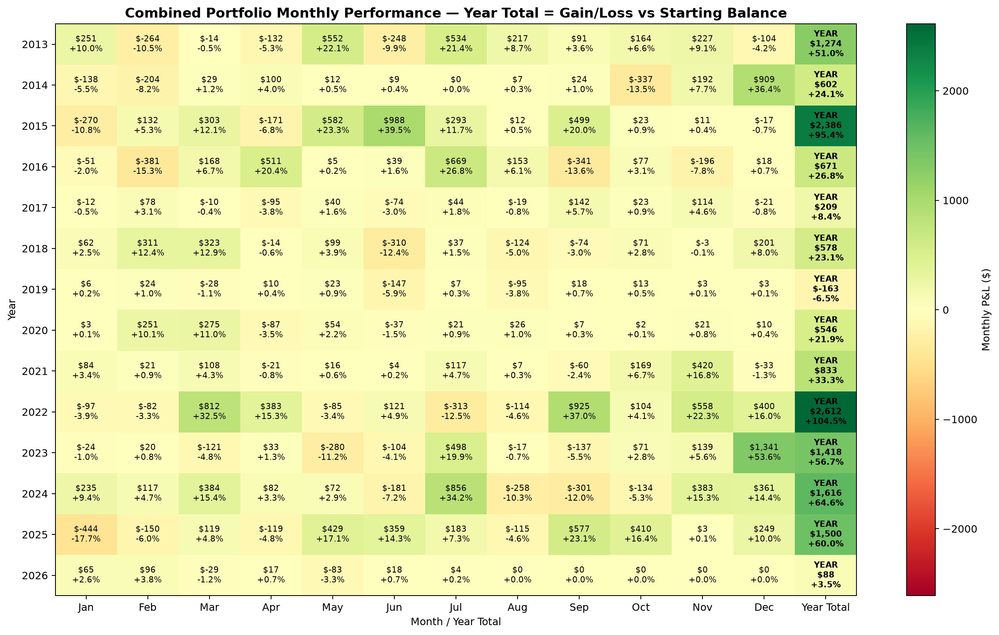 Combined Portfolio Monthly Performance — Year Total = Gain/Loss vs Starting Balance
2013 $251 $-264 $-14 $-132 $552 $-248 $534 $217 $91 $164 $227 $-104 YEAR $1,274
+10.0% -10.5% -0.5% -5.3% +22.1% -9.9% +21.4% +8.7% +3.6% +6.6% +9.1% -4.2% +51.0%
2014 $-138 $-204 $29 $100 $12 $9 $0 $7 $24 $-337 $192 $909 YEAR $602
-5.5% -8.2% +1.2% +4.0% +0.5% +0.4% +0.0% +0.3% +1.0% -13.5% +7.7% +36.4% +24.1%
2015 $-270 $132 $303 $-171 $582 $988 $293 $12 $499 $23 $11 $-17 YEAR $2,386
-10.8% +5.3% +12.1% -6.8% +23.3% +39.5% +11.7% +0.5% +20.0% +0.9% +0.4% -0.7% +95.4%
2016 $-51 $-381 $168 $511 $5 $39 $669 $153 $-341 $77 $-196 $18 YEAR $671
-2.0% -15.3% +6.7% +20.4% +0.2% +1.6% +26.8% +6.1% -13.6% +3.1% -7.8% +0.7% +26.8%
2017 $-12 $78 $-10 $-95 $40 $-74 $44 $-19 $142 $23 $114 $-21 YEAR $209
-0.5% +3.1% -0.4% -3.8% +1.6% -3.0% +1.8% -0.8% +5.7% +0.9% +4.6% -0.8% +8.4%
2018 $62 $311 $323 $-14 $99 $-310 $37 $-124 $-74 $71 $-3 $201 YEAR $578
+2.5% +12.4% +12.9% -0.6% +3.9% -12.4% +1.5% -5.0% -3.0% +2.8% -0.1% +8.0% +23.1%
2019 $6 $24 $-28 $10 $23 $-147 $7 $-95 $18 $13 $3 $3 YEAR $-163
+0.2% +1.0% -1.1% +0.4% +0.9% -5.9% +0.3% -3.8% +0.7% +0.5% +0.1% +0.1% -6.5%
2020 $3 $251 $275 $-87 $54 $-37 $21 $26 $7 $2 $21 $10 YEAR $546
+0.1% +10.1% +11.0% -3.5% +2.2% -1.5% +0.9% +1.0% +0.3% +0.1% +0.8% +0.4% +21.9%
2021 $84 $21 $108 $-21 $16 $4 $117 $7 $-60 $169 $420 $-33 YEAR $833
+3.4% +0.9% +4.3% -0.8% +0.6% +0.2% +4.7% +0.3% -2.4% +6.7% +16.8% -1.3% +33.3%
2022 $-97 $-82 $812 $383 $-85 $121 $-313 $-114 $925 $104 $558 $400 YEAR $2,612
-3.9% -3.3% +32.5% +15.3% -3.4% +4.9% -12.5% -4.6% +37.0% +4.1% +22.3% +16.0% +104.5%
2023 $-24 $20 $-121 $33 $-280 $-104 $498 $-17 $-137 $71 $139 $1,341 YEAR $1,418
-1.0% +0.8% -4.8% +1.3% -11.2% -4.1% +19.9% -0.7% -5.5% +2.8% +5.6% +53.6% +56.7%
2024 $235 $117 $384 $82 $72 $-181 $856 $-258 $-301 $-134 $383 $361 YEAR $1,616
+9.4% +4.7% +15.4% +3.3% +2.9% -7.2% +34.2% -10.3% -12.0% -5.3% +15.3% +14.4% +64.6%
2025 $-444 $-150 $119 $-119 $429 $359 $183 $-115 $577 $410 $3 $249 YEAR $1,500
-17.7% -6.0% +4.8% -4.8% +17.1% +14.3% +7.3% -4.6% +23.1% +16.4% +0.1% +10.0% +60.0%
2026 $65 $96 $-29 $17 $-83 $18 $4 $0 $0 $0 $0 $0 YEAR $88
+2.6% +3.8% -1.2% +0.7% -3.3% +0.7% +0.2% +0.0% +0.0% +0.0% +0.0% +0.0% +3.5%
Jan Feb Mar Apr May Jun Jul Aug Sep Oct Nov Dec Year Total
Month / Year Total
Year
2000
1000
0
−1000
−2000
Monthly P&L ($)